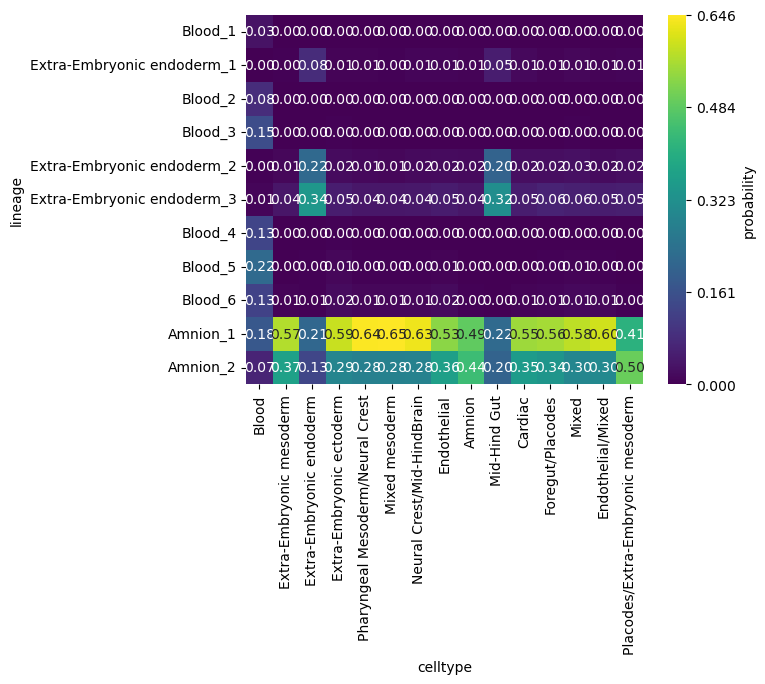 lineage
Blood_1 0.03 0.00 0.00 0.00 0.00 0.00 0.00 0.00 0.00 0.00 0.00 0.00 0.00 0.00 0.00
Extra-Embryonic endoderm_1 0.00 0.00 0.08 0.01 0.01 0.00 0.01 0.01 0.01 0.05 0.01 0.01 0.01 0.01 0.01
Blood_2 0.08 0.00 0.00 0.00 0.00 0.00 0.00 0.00 0.00 0.00 0.00 0.00 0.00 0.00 0.00
Blood_3 0.15 0.00 0.00 0.00 0.00 0.00 0.00 0.00 0.00 0.00 0.00 0.00 0.00 0.00 0.00
Extra-Embryonic endoderm_2 0.00 0.01 0.22 0.02 0.01 0.01 0.02 0.02 0.02 0.20 0.02 0.02 0.03 0.02 0.02
Extra-Embryonic endoderm_3 0.01 0.04 0.34 0.05 0.04 0.04 0.04 0.05 0.04 0.32 0.05 0.06 0.06 0.05 0.05
Blood_4 0.13 0.00 0.00 0.00 0.00 0.00 0.00 0.00 0.00 0.00 0.00 0.00 0.00 0.00 0.00
Blood_5 0.22 0.00 0.00 0.01 0.00 0.00 0.00 0.01 0.00 0.00 0.00 0.00 0.01 0.00 0.00
Blood_6 0.13 0.01 0.01 0.02 0.01 0.01 0.01 0.02 0.01 0.00 0.01 0.01 0.01 0.01 0.00
Amnion_1 0.18 0.57 0.21 0.59 0.64 0.65 0.63 0.53 0.49 0.22 0.55 0.56 0.58 0.60 0.41
Amnion_2 0.07 0.37 0.13 0.29 0.28 0.28 0.28 0.36 0.44 0.20 0.35 0.34 0.30 0.30 0.50
Blood
Extra-Embryonic mesoderm
Extra-Embryonic endoderm
Extra-Embryonic ectoderm
Pharyngeal Mesoderm/Neural Crest
Mixed mesoderm
Neural Crest/Mid-HindBrain
Endothelial
Amnion
Mid-Hind Gut
Cardiac
Foregut/Placodes
Mixed
Endothelial/Mixed
Placodes/Extra-Embryonic mesoderm
celltype
0.646
0.484
0.323
0.161
0.000
probability